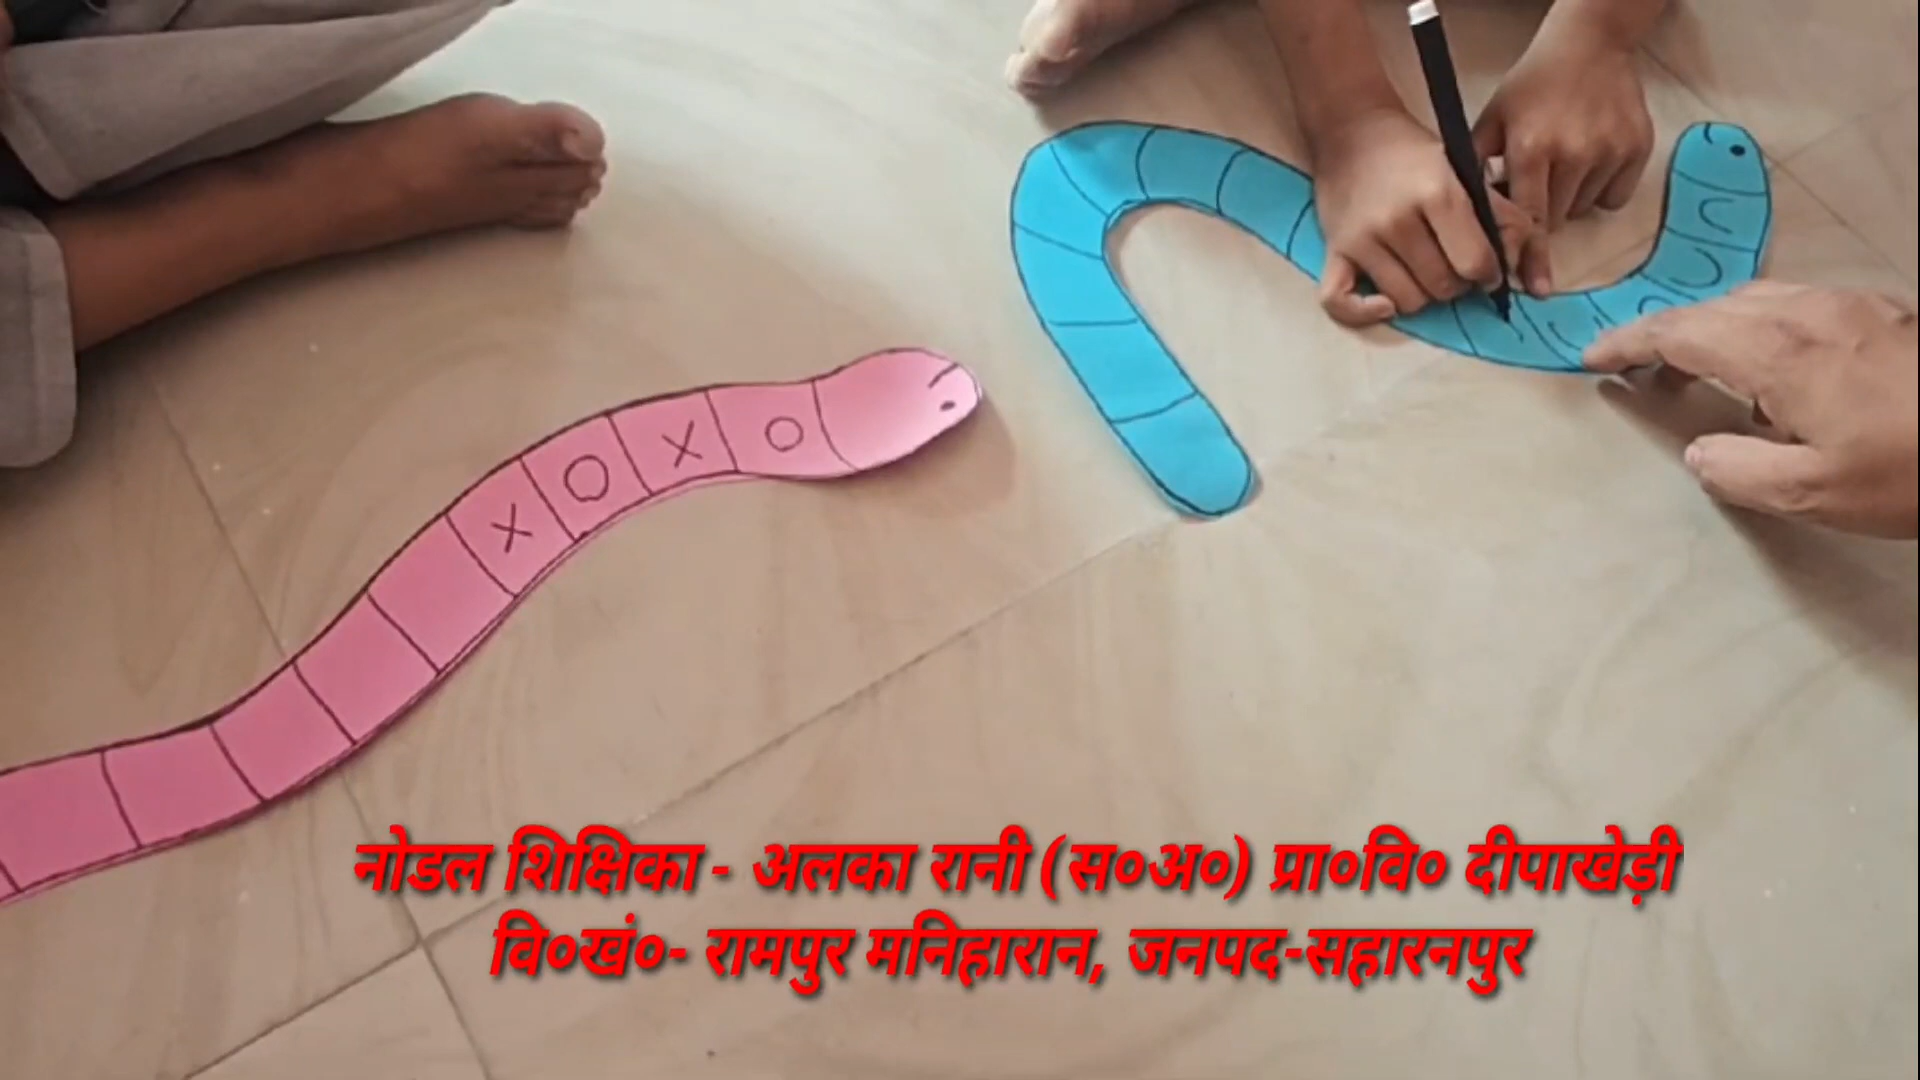 नोडल शिक्षिका - अलका रानी (स०अ०) प्रा०वि० दीपाखेड़ी
वि०खं०- रामपुर मनिहारान, जनपद-सहारनपुर
X O X O